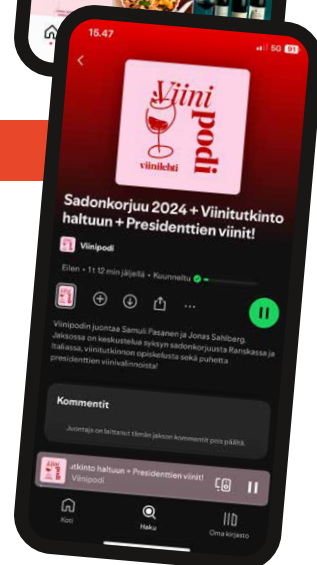 15.47
5G 91
Viini
podi
viinilehti
Sadonkorjuu 2024 + Viinitutkinto
haltuun + Presidenttien viinit!
Viinipodi
Eilen • 1 t 12 min jäljellä • Kuunneltu
Viinipodin juontaa Samuli Pasanen ja Jonas Sahlberg.
Jaksossa on keskustelua syksyn sadonkorjuusta Ranskassa ja
Italiassa, viinitutkinnon opiskelusta sekä puhetta
presidenttien viinivalinnoista!
Kommentit
Juontaja on laittanut tämän jakson kommentit pois päältä.
utkinto haltuun + Presidenttien viinit!
Viinipodi
Koti
Haku
Oma kirjasto